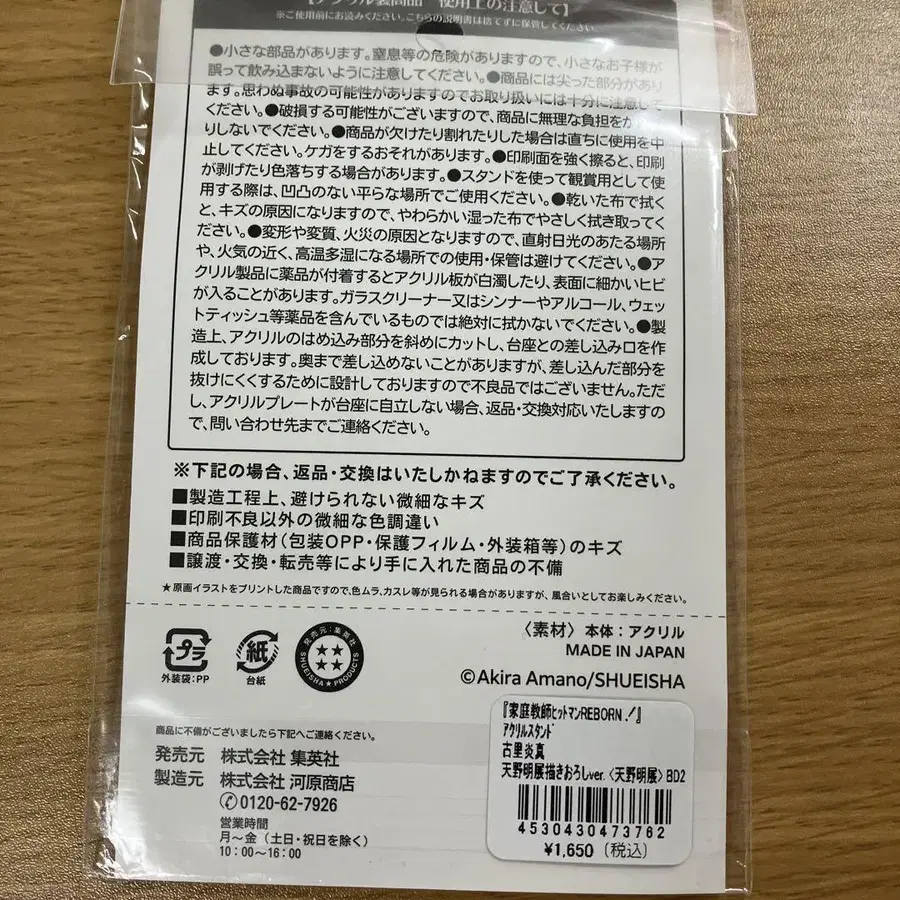 【アクリル製商品 使用上の注意して】
※ご使用前にお読みください。こちらの説明書は捨てずに保管してください。
●小さな部品があります。窒息等の危険がありますので、小さなお子様が
誤って飲み込まないように注意してください。●商品には尖った部分があり
ます。思わぬ事故の可能性がありますのでお取り扱いには十分に注意して
ください。●破損する可能性がございますので、商品に無理な負担をか
りしないでください。●商品が欠けたり割れたりした場合は直ちに使用を中
止してください。ケガをするおそれがあります。●印刷面を強く擦ると、印刷
が剥げたり色落ちする場合があります。●スタンドを使って観賞用として使
用する際は、凹凸のない平らな場所でご使用ください。●乾いた布で拭く
と、キズの原因になりますので、やわらかい湿った布でやさしく拭き取ってく
ださい。●変形や変質、火災の原因となりますので、直射日光のあたる場所
や、火気の近く、高温多湿になる場所での使用・保管は避けてください。●ア
クリル製品に薬品が付着するとアクリル板が白濁したり、表面に細かいヒビ
が入ることがあります。ガラスクリーナー又はシンナーやアルコール、ウェッ
トティッシュ等薬品を含んでいるものでは絶対に拭かないでください。●製
造上、アクリルのはめ込み部分を斜めにカットし、台座との差し込み口を作
成しております。奥まで差し込めないことがありますが、差し込んだ部分を
抜けにくくするために設計しておりますので不良品ではございません。ただ
し、アクリルプレートが台座に自立しない場合、返品・交換対応いたしますの
で、問い合わせ先までご連絡ください。
※下記の場合、返品・交換はいたしかねますのでご了承ください。
■製造工程上、避けられない微細なキズ
■印刷不良以外の微細な色調違い
■商品保護材（包装OPP・保護フィルム・外装箱等）のキズ
■譲渡・交換・転売等により手に入れた商品の不備
★原画イラストをプリントした商品ですので、色ムラ、カスレ等が見られる場合がありますが、風合いとしてお楽しみください。
プラ
外装袋:PP
紙
台紙
発売元:集英社
SHUEISHA★PRODUCTS
〈素材〉本体：アクリル
MADE IN JAPAN
©Akira Amano/SHUEISHA
商品に不備がございましたら下記へご連絡ください。
発売元 株式会社 集英社
製造元 株式会社 河原商店
0120-62-7926
営業時間
月～金（土日・祝日を除く）
10：00～16：00
『家庭教師ヒットマンREBORN！』
アクリルスタンド
古里炎真
天野明展描きおろしver.〈天野明展〉BD2
4530430473762
¥1,650（税込）